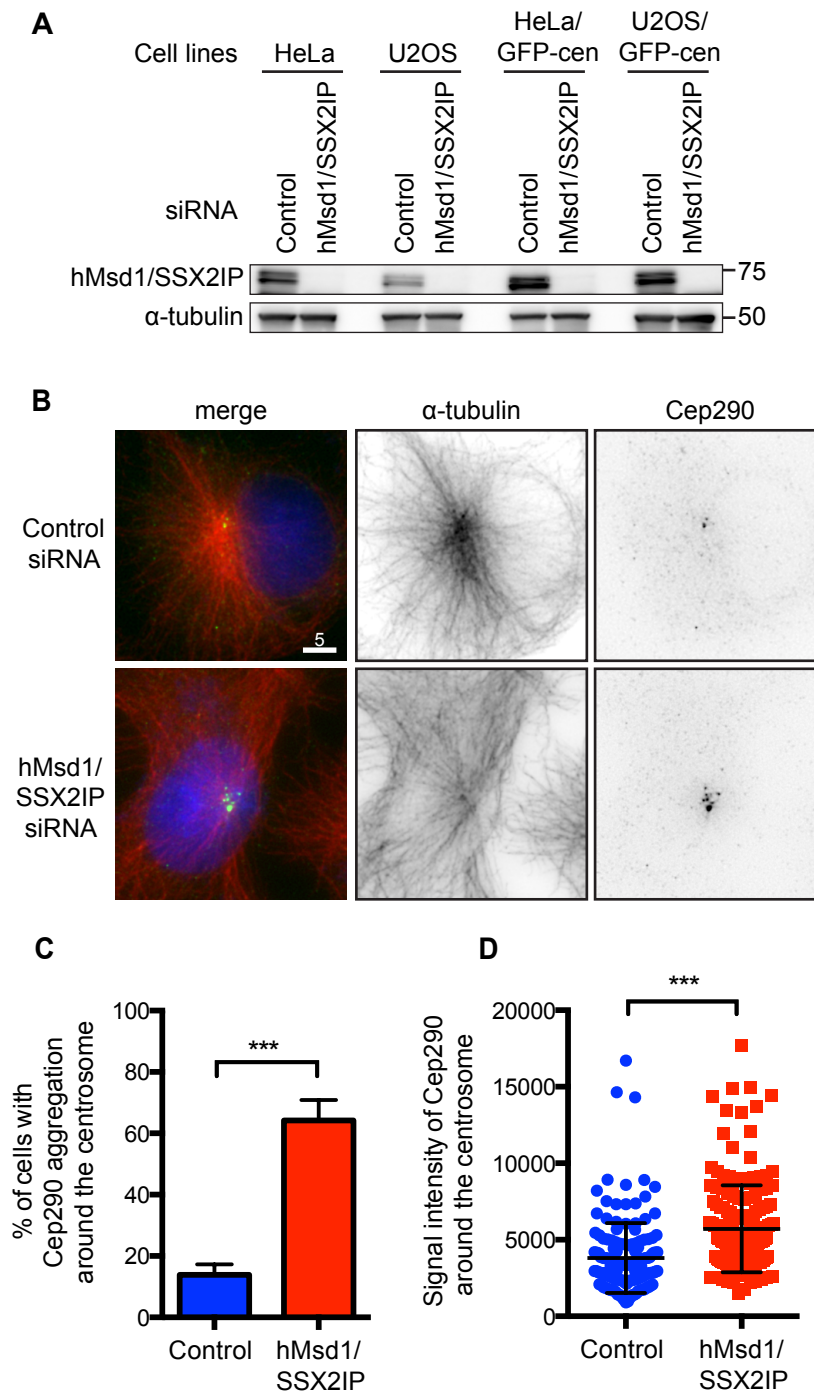 A
Cell lines
HeLa
U2OS
HeLa/
GFP-cen
U2OS/
GFP-cen
siRNA
Control
hMsd1/SSX2IP
Control
hMsd1/SSX2IP
Control
hMsd1/SSX2IP
Control
hMsd1/SSX2IP
hMsd1/SSX2IP
75
α-tubulin
50
B
merge
α-tubulin
Cep290
Control
siRNA
5
hMsd1/
SSX2IP
siRNA
C
% of cells with
Cep290 aggregation
around the centrosome
100
80
60
40
20
0
***
Control
hMsd1/
SSX2IP
D
Signal intensity of Cep290
around the centrosome
20000
15000
10000
5000
0
***
Control
hMsd1/
SSX2IP